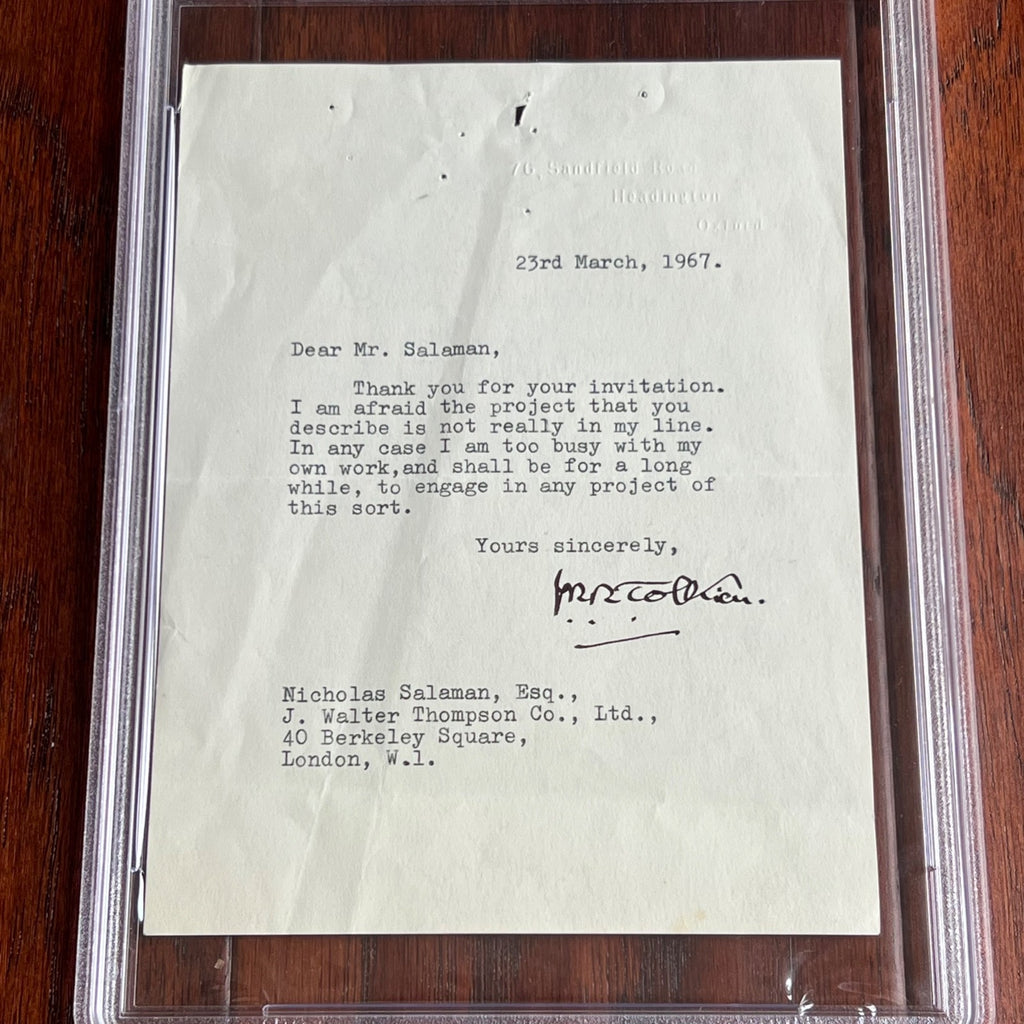 76, Sandfield Road
Headington
Oxford
23rd March, 1967.
Dear Mr. Salaman,
Thank you for your invitation.
I am afraid the project that you
describe is not really in my line.
In any case I am too busy with my
own work,and shall be for a long
while, to engage in any project of
this sort.
Yours sincerely,
JRRTolkien.
Nicholas Salaman, Esq.,
J. Walter Thompson Co., Ltd.,
40 Berkeley Square,
London, W.1.